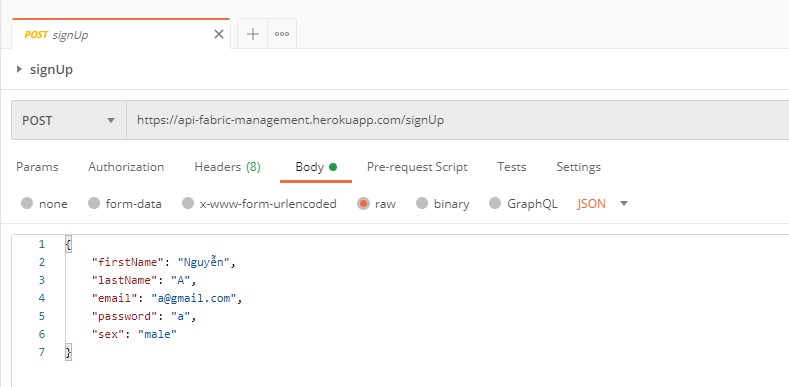 POST signUp
signUp
POST https://api-fabric-management.herokuapp.com/signUp
Params Authorization Headers (8) Body Pre-request Script Tests Settings
none form-data x-www-form-urlencoded raw binary GraphQL JSON
1 {
2 "firstName": "Nguyễn",
3 "lastName": "A",
4 "email": "a@gmail.com",
5 "password": "a",
6 "sex": "male"
7 }